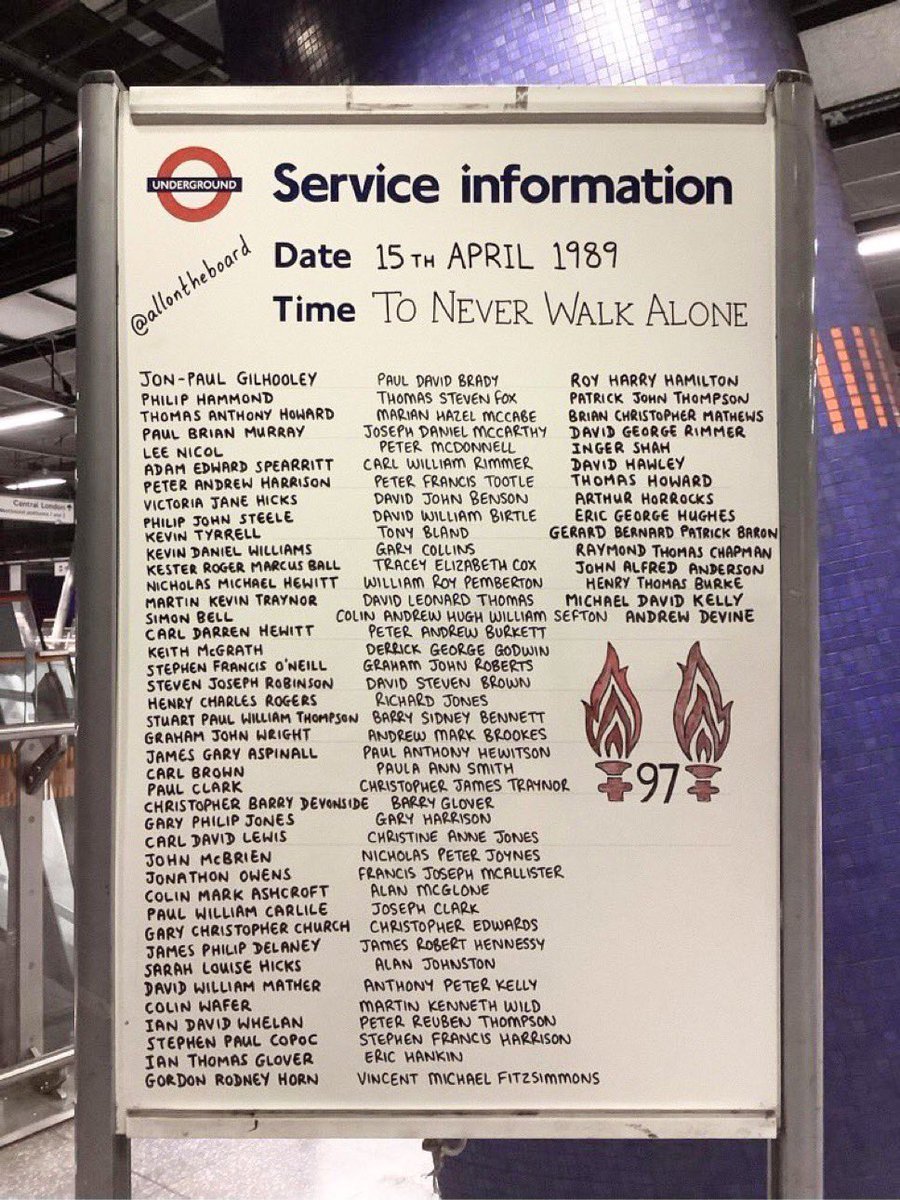 UNDERGROUND
Service information
@allontheboard
Date 15TH APRIL 1989
Time TO NEVER WALK ALONE
JON-PAUL GILHOOLEY
PHILIP HAMMOND
THOMAS ANTHONY HOWARD
PAUL BRIAN MURRAY
LEE NICOL
ADAM EDWARD SPEARRITT
PETER ANDREW HARRISON
VICTORIA JANE HICKS
PHILIP JOHN STEELE
KEVIN TYRRELL
KEVIN DANIEL WILLIAMS
KESTER ROGER MARCUS BALL
NICHOLAS MICHAEL HEWITT
MARTIN KEVIN TRAYNOR
SIMON BELL
CARL DARREN HEWITT
KEITH McGRATH
STEPHEN FRANCIS O'NEILL
STEVEN JOSEPH ROBINSON
HENRY CHARLES ROGERS
STUART PAUL WILLIAM THOMPSON
GRAHAM JOHN WRIGHT
JAMES GARY ASPINALL
CARL BROWN
PAUL CLARK
CHRISTOPHER BARRY DEVONSIDE
GARY PHILIP JONES
CARL DAVID LEWIS
JOHN McBRIEN
JONATHON OWENS
COLIN MARK ASHCROFT
PAUL WILLIAM CARLILE
GARY CHRISTOPHER CHURCH
JAMES PHILIP DELANEY
SARAH LOUISE HICKS
DAVID WILLIAM MATHER
COLIN WAFER
IAN DAVID WHELAN
STEPHEN PAUL COPOC
IAN THOMAS GLOVER
GORDON RODNEY HORN
PAUL DAVID BRADY
THOMAS STEVEN FOX
MARIAN HAZEL MCCABE
JOSEPH DANIEL MCCARTHY
PETER MCDONNELL
CARL WILLIAM RIMMER
PETER FRANCIS TOOTLE
DAVID JOHN BENSON
DAVID WILLIAM BIRTLE
TONY BLAND
GARY COLLINS
TRACEY ELIZABETH COX
WILLIAM ROY PEMBERTON
DAVID LEONARD THOMAS
COLIN ANDREW HUGH WILLIAM SEFTON
PETER ANDREW BURKETT
DERRICK GEORGE GODWIN
GRAHAM JOHN ROBERTS
DAVID STEVEN BROWN
RICHARD JONES
BARRY SIDNEY BENNETT
ANDREW MARK BROOKES
PAUL ANTHONY HEWITSON
PAULA ANN SMITH
CHRISTOPHER JAMES TRAYNOR
BARRY GLOVER
GARY HARRISON
CHRISTINE ANNE JONES
NICHOLAS PETER JOYNES
FRANCIS JOSEPH MCALLISTER
ALAN MCGLONE
JOSEPH CLARK
CHRISTOPHER EDWARDS
JAMES ROBERT HENNESSY
ALAN JOHNSTON
ANTHONY PETER KELLY
MARTIN KENNETH WILD
PETER REUBEN THOMPSON
STEPHEN FRANCIS HARRISON
ERIC HANKIN
VINCENT MICHAEL FITZSIMMONS
ROY HARRY HAMILTON
PATRICK JOHN THOMPSON
BRIAN CHRISTOPHER MATHEWS
DAVID GEORGE RIMMER
INGER SHAH
DAVID HAWLEY
THOMAS HOWARD
ARTHUR HORROCKS
ERIC GEORGE HUGHES
GERARD BERNARD PATRICK BARON
RAYMOND THOMAS CHAPMAN
JOHN ALFRED ANDERSON
HENRY THOMAS BURKE
MICHAEL DAVID KELLY
ANDREW DEVINE
97
Central London